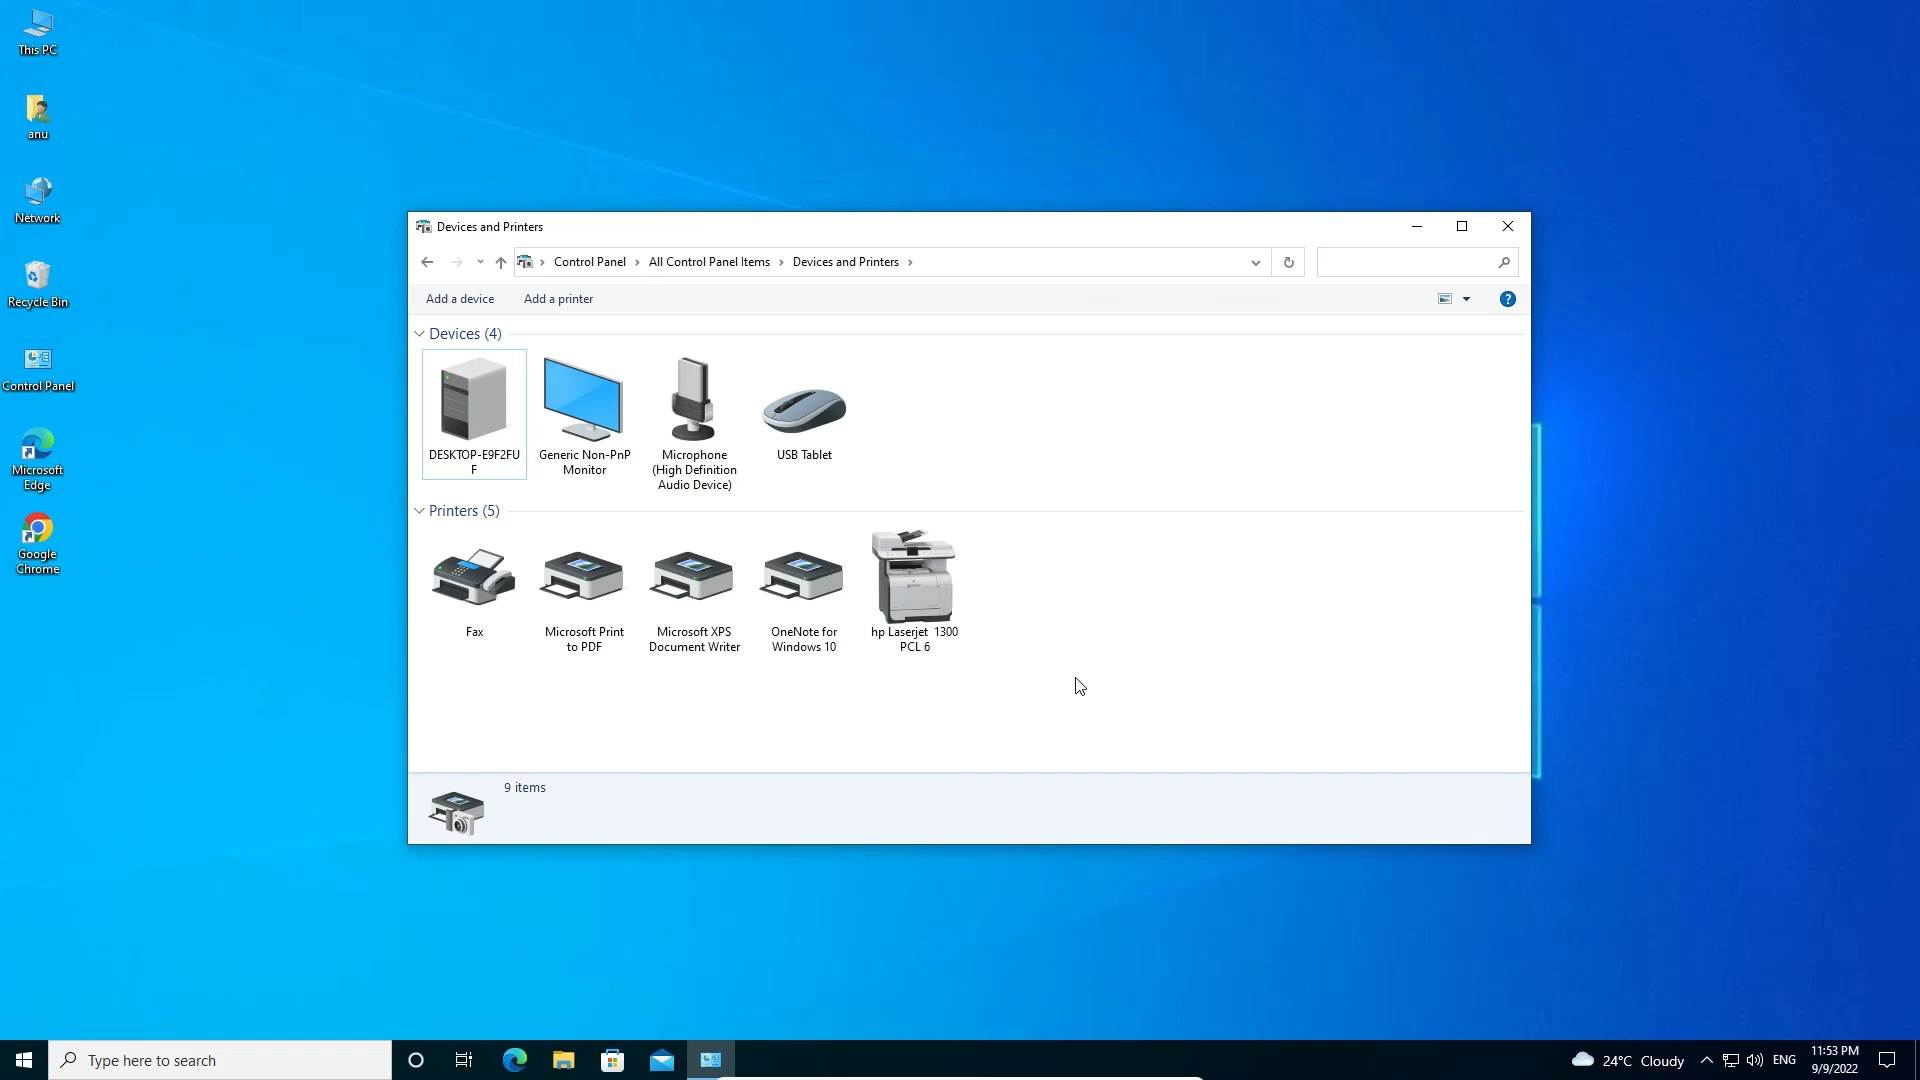 This PC
anu
Network
Recycle Bin
Control Panel
Microsoft
Edge
Google
Chrome
Devices and Printers
Control Panel
All Control Panel Items
Devices and Printers
Add a device
Add a printer
?
Devices (4)
DESKTOP-E9F2FU
F
Generic Non-PnP
Monitor
Microphone
(High Definition
Audio Device)
USB Tablet
Printers (5)
Fax
Microsoft Print
to PDF
Microsoft XPS
Document Writer
OneNote for
Windows 10
hp Laserjet  1300
PCL 6
9 items
Type here to search
24°C  Cloudy
ENG
11:53 PM
9/9/2022